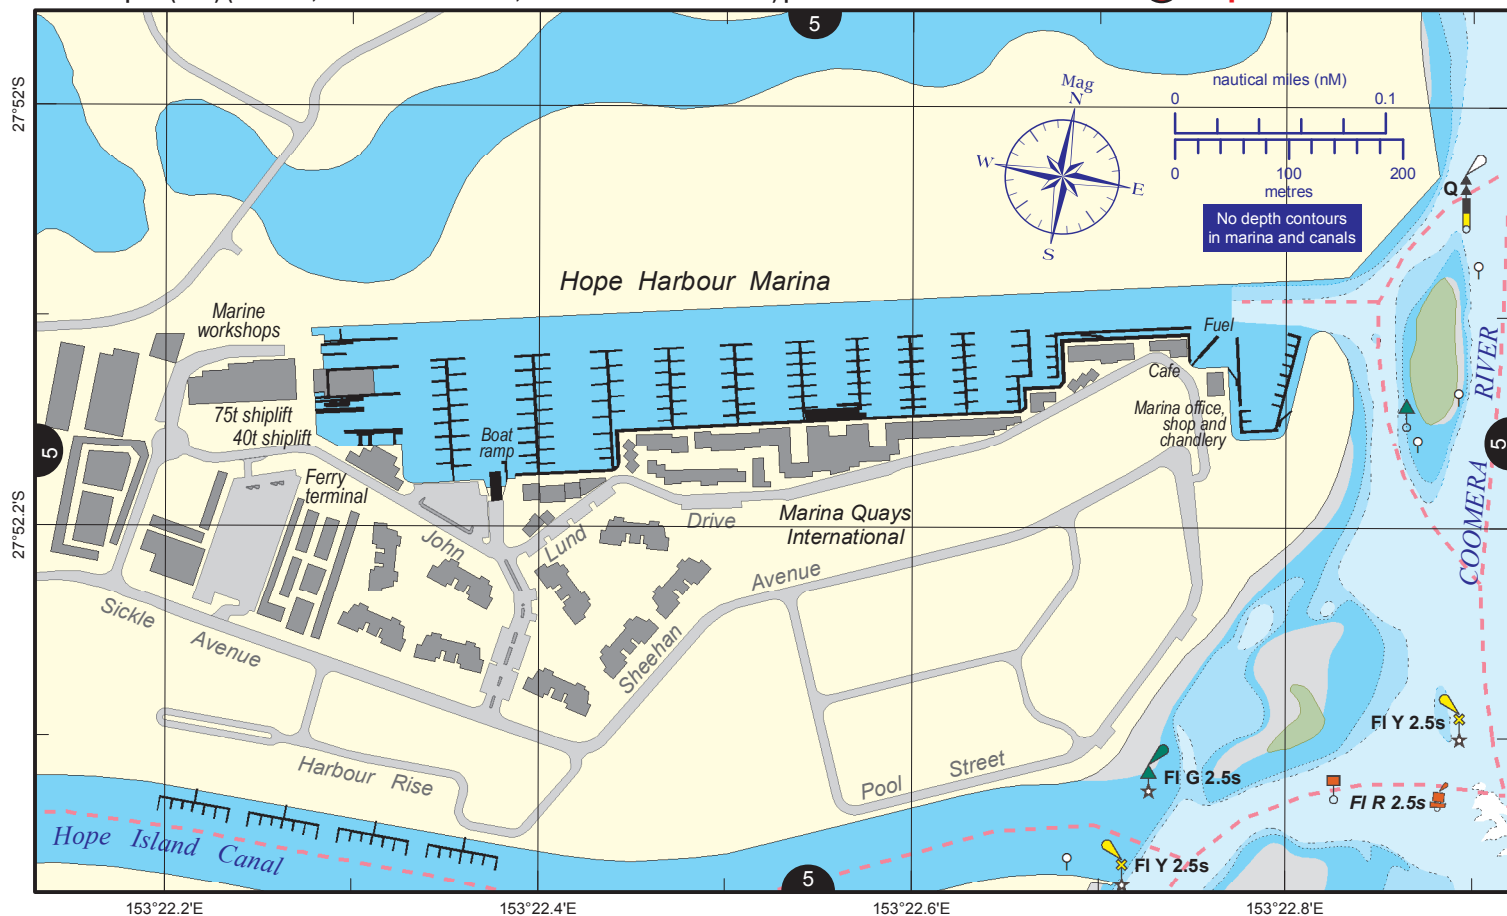 5
27°52'S
Mag
N
W
E
S
nautical miles (nM)
0 0.1
0 100 200
metres
No depth contours
in marina and canals
Q
Hope Harbour Marina
Marine
workshops
Fuel
Cafe
75t shiplift
40t shiplift
Boat
ramp
Marina office,
shop and
chandlery
COOMERA RIVER
5
5
Ferry
terminal
27°52.2'S
John Lund Drive
Marina Quays
International
Sickle Avenue
Sheehan Avenue
Harbour Rise
Pool Street
Hope Island Canal
Fl Y 2.5s
Fl G 2.5s
Fl R 2.5s
Fl Y 2.5s
5
153°22.2'E
153°22.4'E
153°22.6'E
153°22.8'E